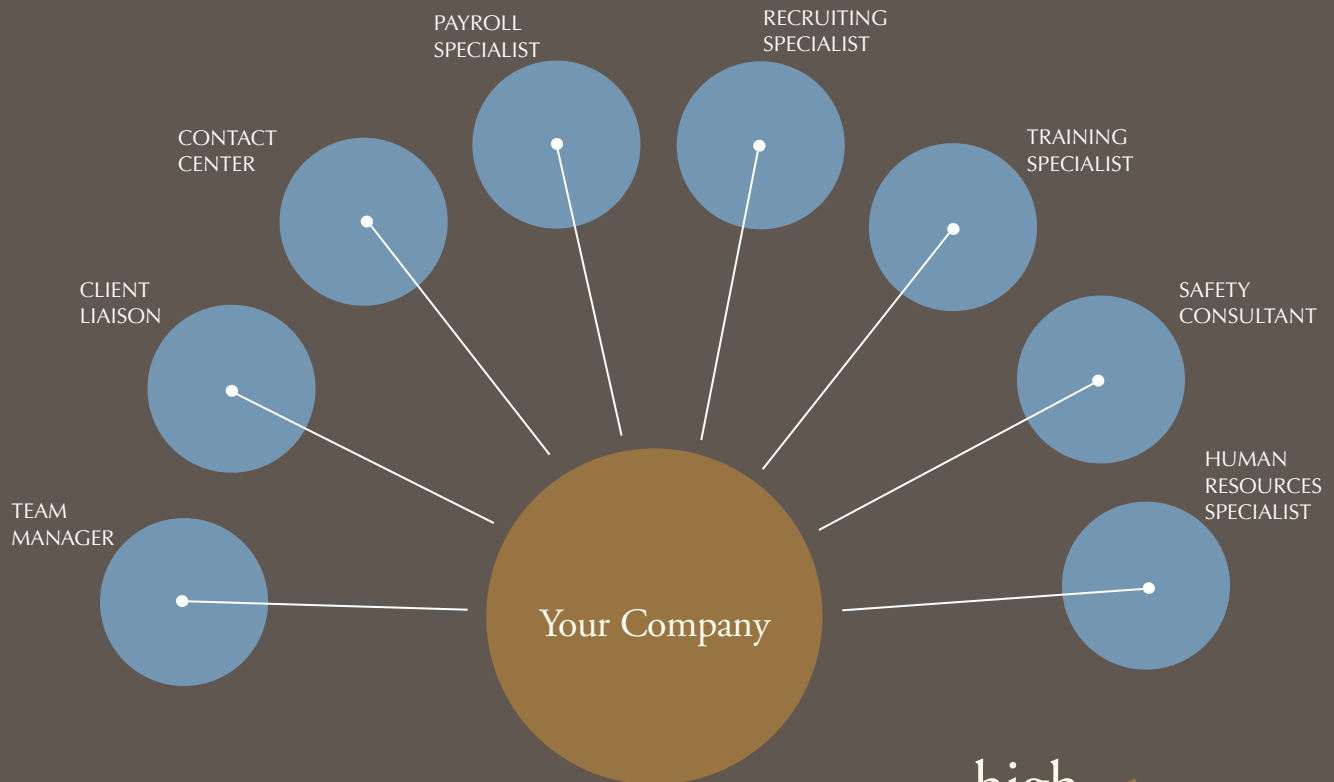 PAYROLL
SPECIALIST
RECRUITING
SPECIALIST
CONTACT
CENTER
TRAINING
SPECIALIST
CLIENT
LIAISON
SAFETY
CONSULTANT
HUMAN
RESOURCES
SPECIALIST
TEAM
MANAGER
Your Company
high